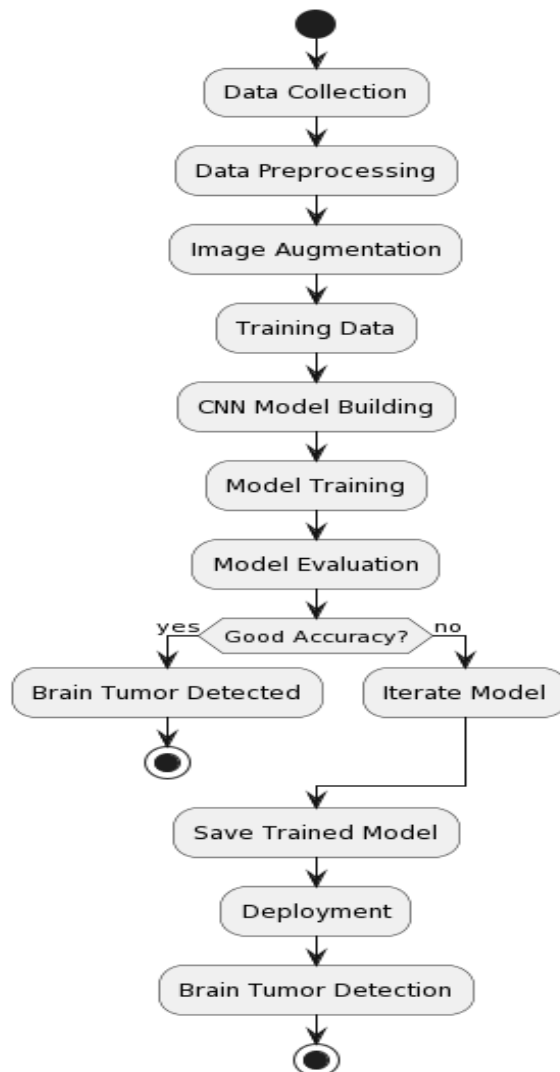 Data Collection
Data Preprocessing
Image Augmentation
Training Data
CNN Model Building
Model Training
Model Evaluation
yes
Good Accuracy?
no
Brain Tumor Detected
Iterate Model
Save Trained Model
Deployment
Brain Tumor Detection